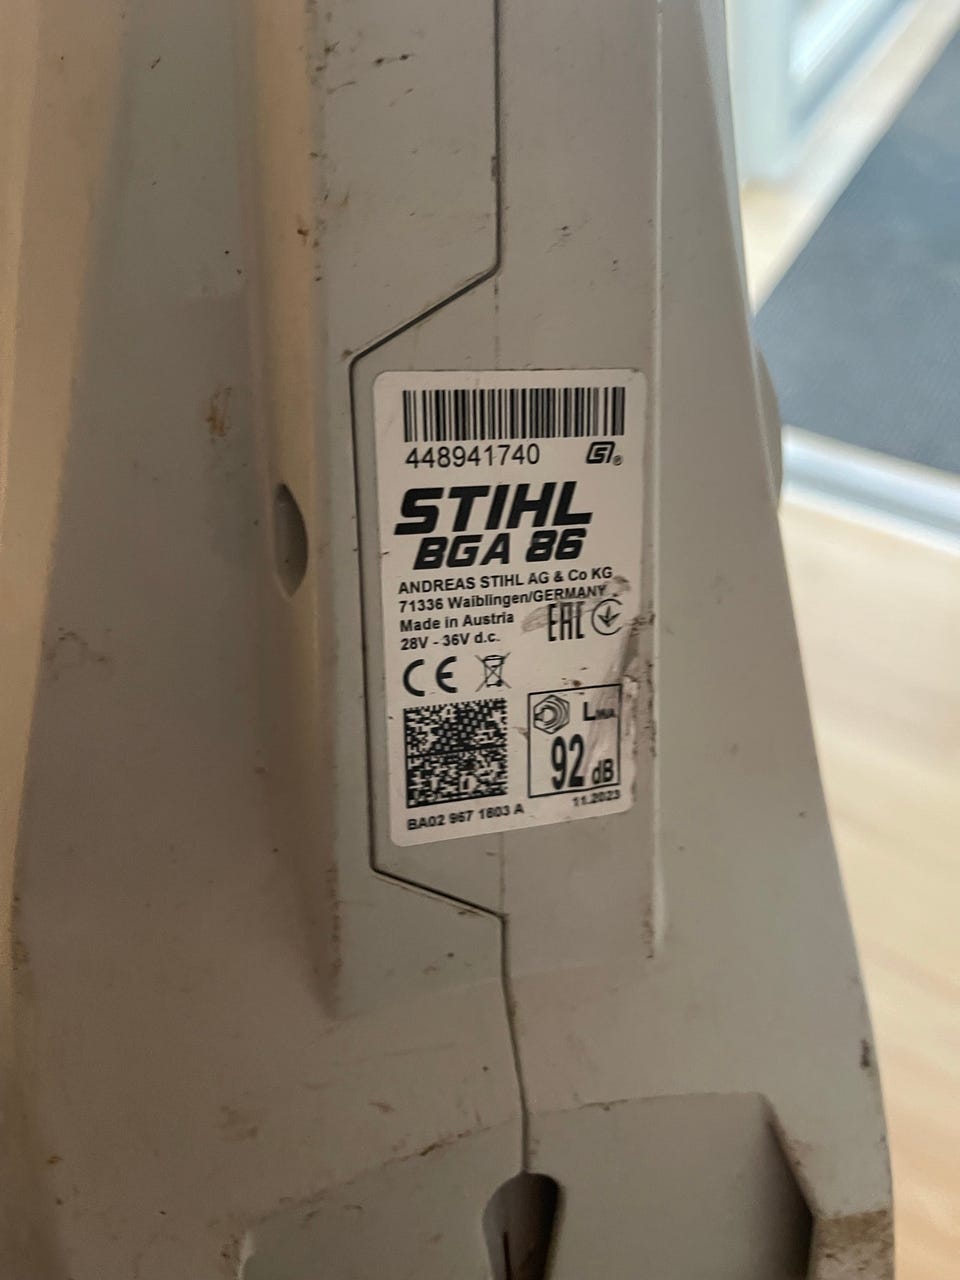 448941740
STIHL
BGA 86
ANDREAS STIHL AG & Co KG
71336 Waiblingen/GERMANY
Made in Austria
28V - 36V d.c.
EAC
CE
LWA
92 dB
11.2023
BA02 967 1803 A